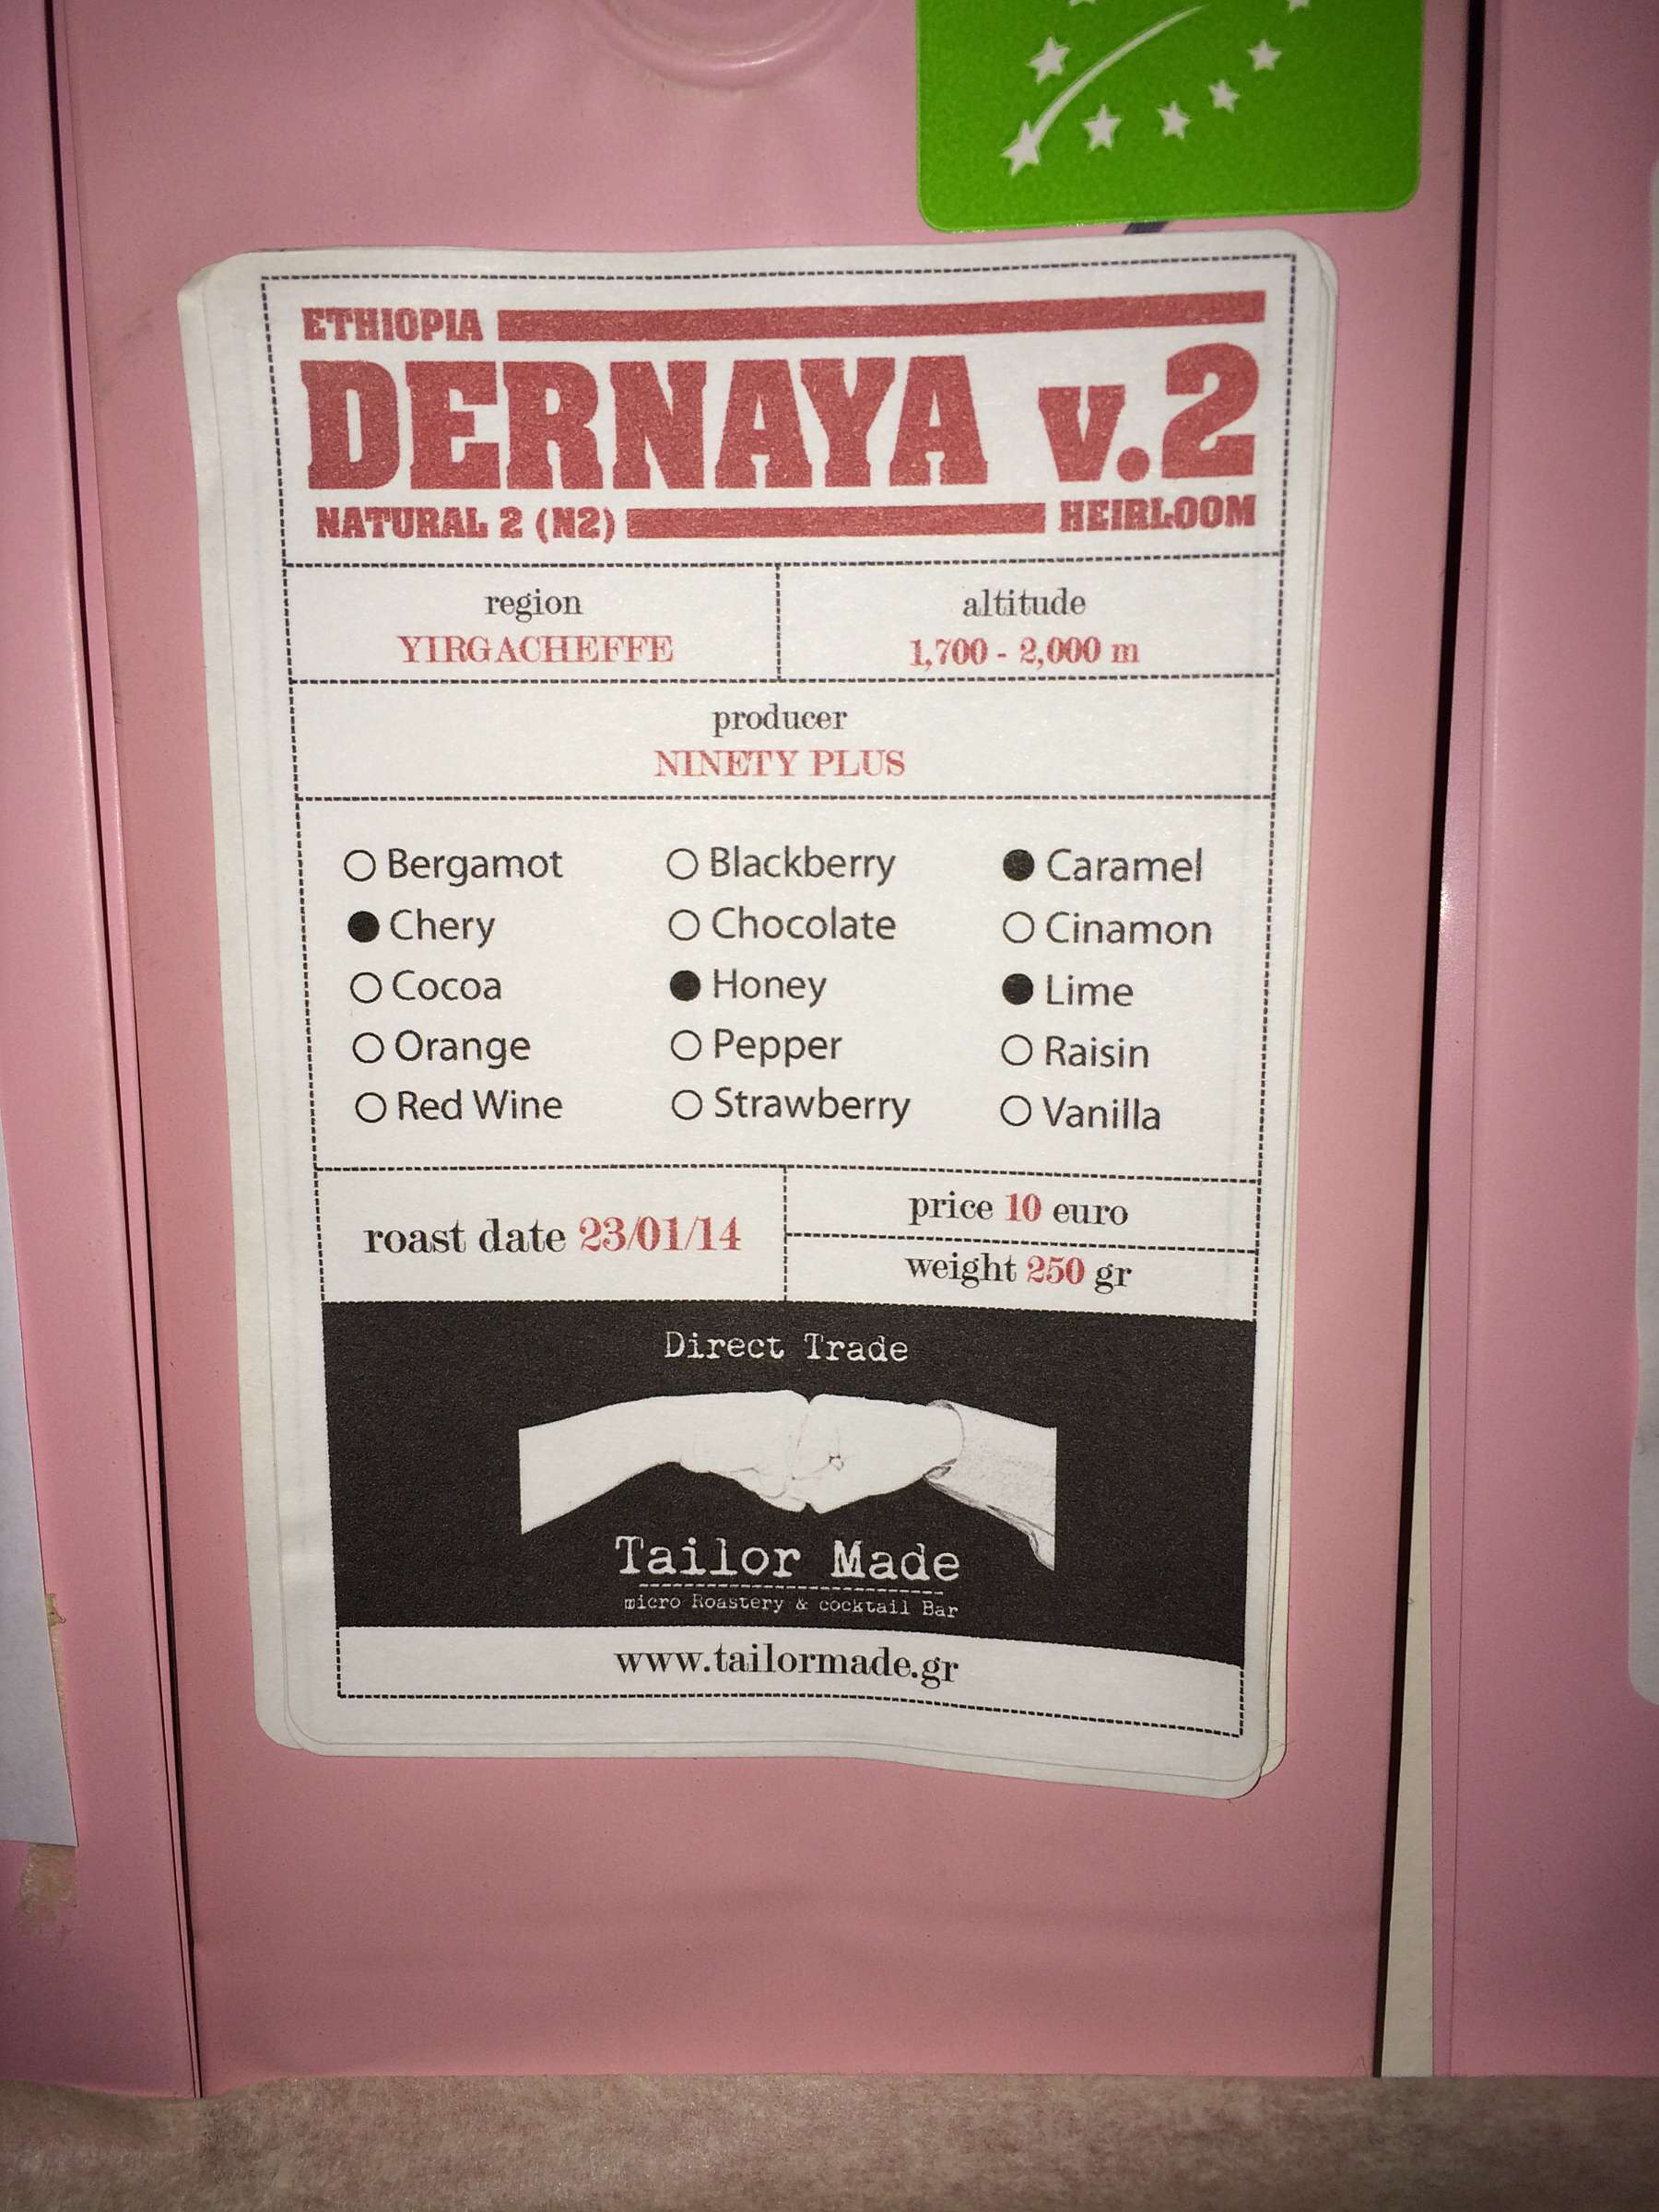 ETHIOPIA
DERNAYA v.2
NATURAL 2 (N2) HEIRLOOM
region
YIRGACHEFFE
altitude
1,700 - 2,000 m
producer
NINETY PLUS
Bergamot
Blackberry
Caramel
Chery
Chocolate
Cinamon
Cocoa
Honey
Lime
Orange
Pepper
Raisin
Red Wine
Strawberry
Vanilla
roast date 23/01/14
price 10 euro
weight 250 gr
Direct Trade
Tailor Made
micro Roastery & cocktail Bar
www.tailormade.gr